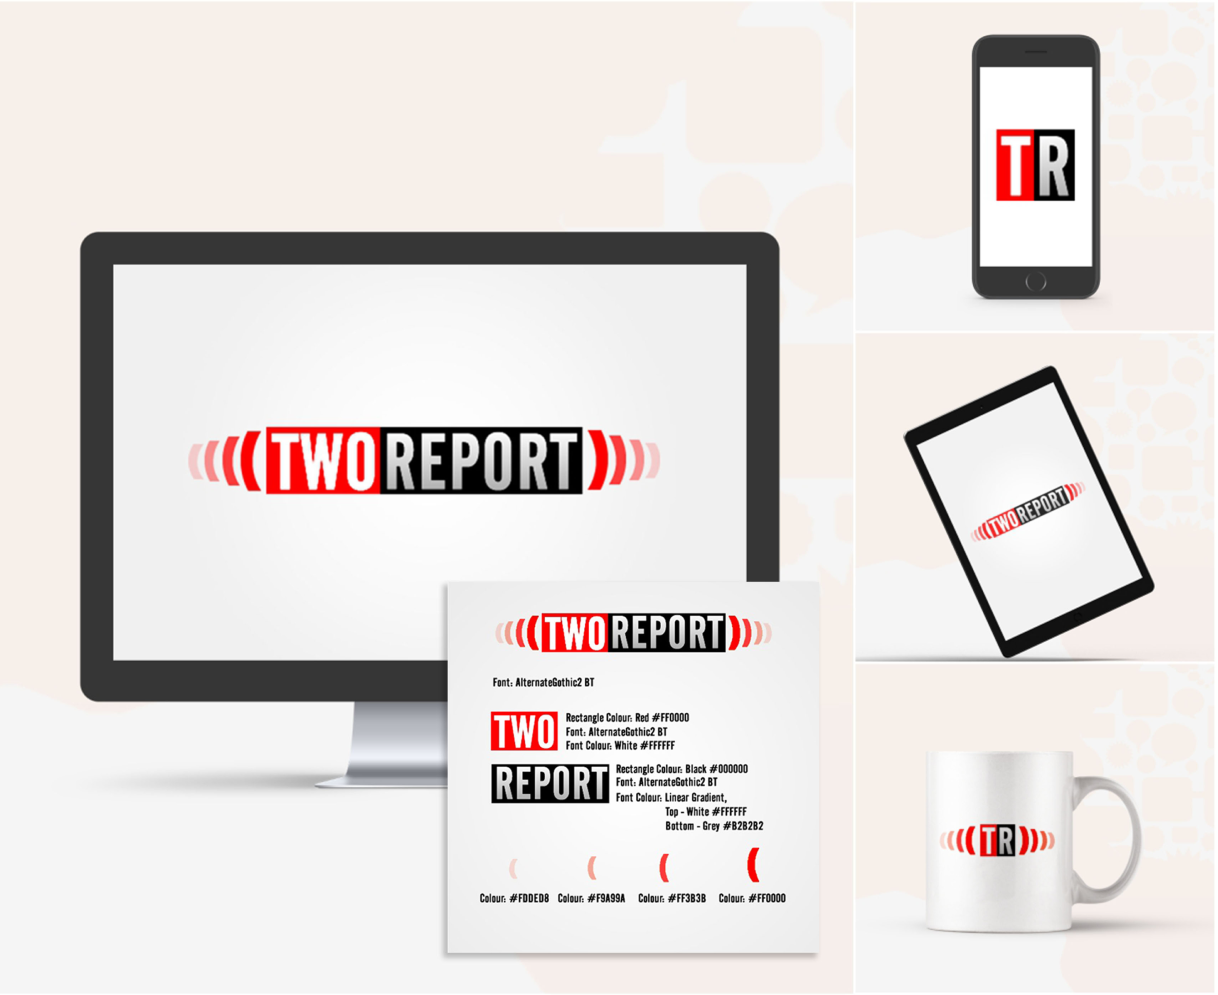 TWO REPORT
TWO REPORT
Font: AlternateGothic2 BT
TWO
Rectangle Colour: Red #FF0000
Font: AlternateGothic2 BT
Font Colour: White #FFFFFF
REPORT
Rectangle Colour: Black #000000
Font: AlternateGothic2 BT
Font Colour: Linear Gradient,
Top - White #FFFFFF
Bottom - Grey #B2B2B2
Colour: #FDDED8 Colour: #F9A99A Colour: #FF3B3B Colour: #FF0000
TR
TWO REPORT
TR